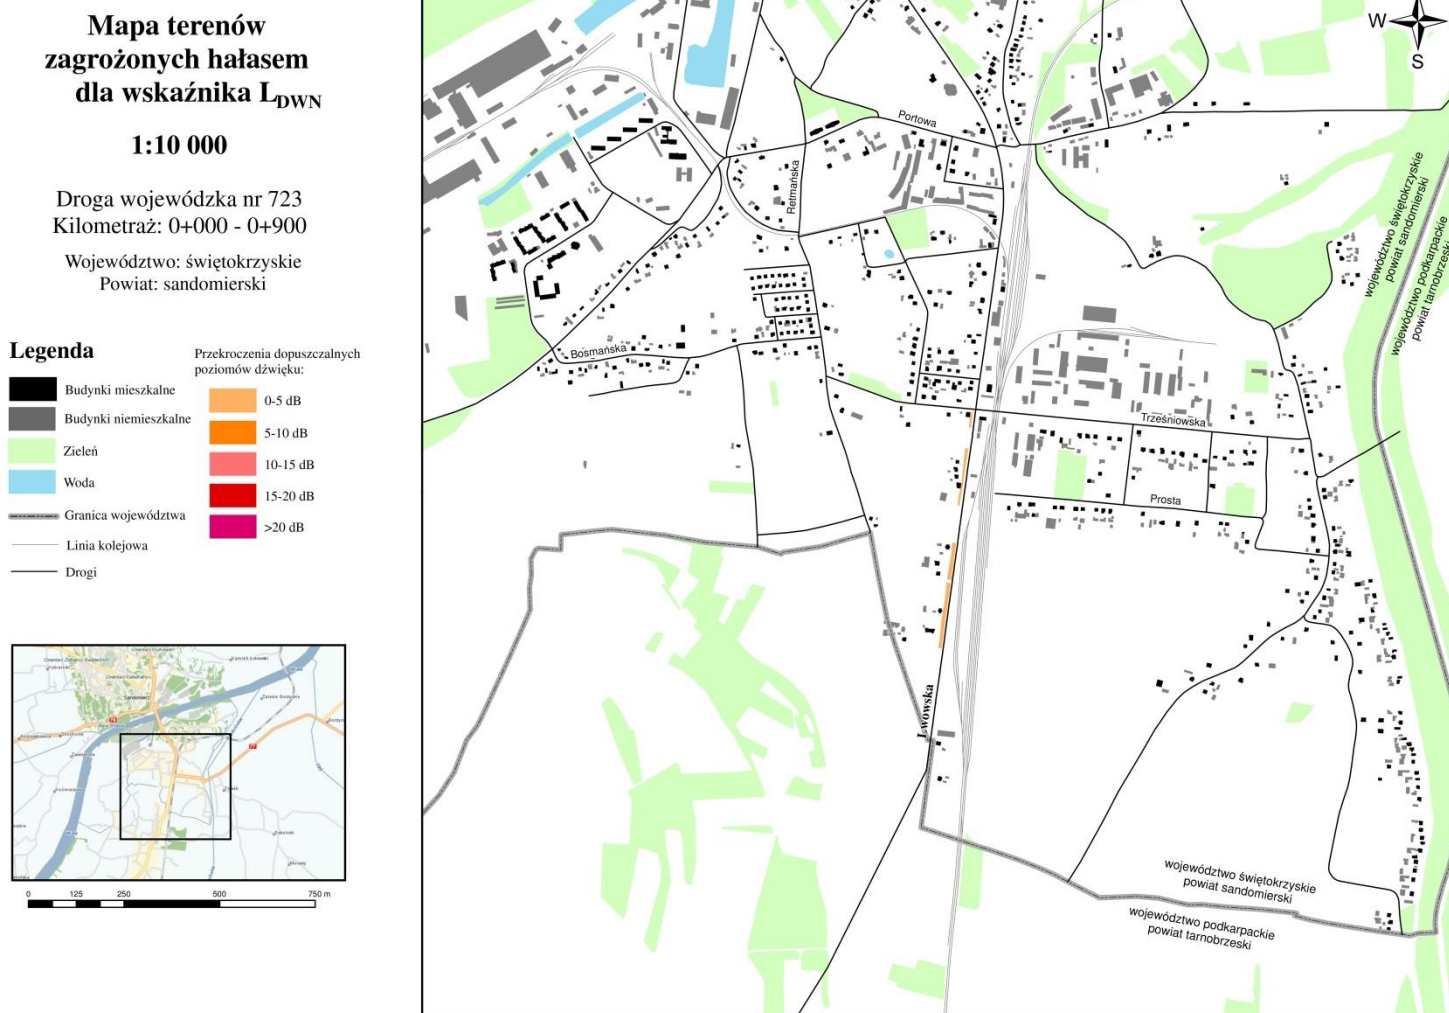 Mapa terenów
zagrożonych hałasem
dla wskaźnika L DWN
1:10 000
Droga wojewódzka nr 723
Kilometraż: 0+000 - 0+900
Województwo: świętokrzyskie
Powiat: sandomierski
Legenda
Budynki mieszkalne
Budynki niemieszkalne
Zieleń
Woda
Granica województwa
Linia kolejowa
Drogi
Przekroczenia dopuszczalnych
poziomów dźwięku:
0-5 dB
5-10 dB
10-15 dB
15-20 dB
>20 dB
Sandomierz
79
77
0 125 250 500 750 m
W
S
Portowa
Retmańska
Bosmańska
Trześniowska
Prosta
Lwowska
województwo świętokrzyskie
powiat sandomierski
województwo podkarpackie
powiat tarnobrzeski
województwo świętokrzyskie
powiat sandomierski
województwo podkarpackie
powiat tarnobrzeski